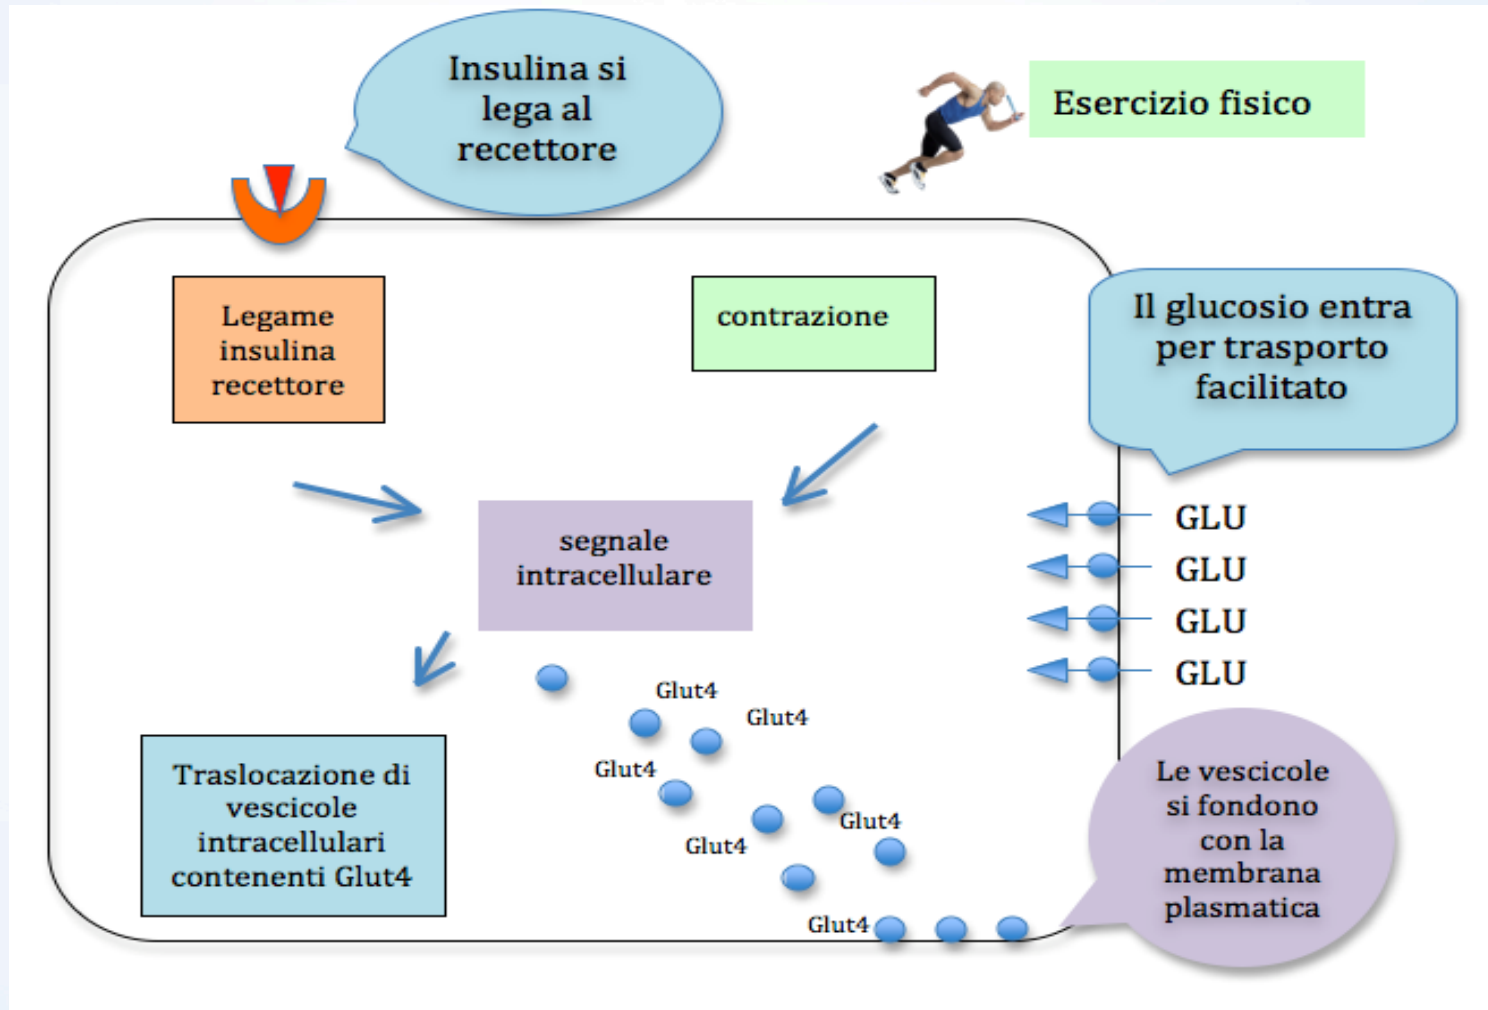 Insulina si
lega al
recettore
Esercizio fisico
Legame
insulina
recettore
contrazione
Il glucosio entra
per trasporto
facilitato
segnale
intracellulare
GLU
GLU
GLU
GLU
Glut4
Glut4
Glut4
Glut4
Glut4
Glut4
Traslocazione di
vescicole
intracellulari
contenenti Glut4
Le vescicole
si fondono
con la
membrana
plasmatica